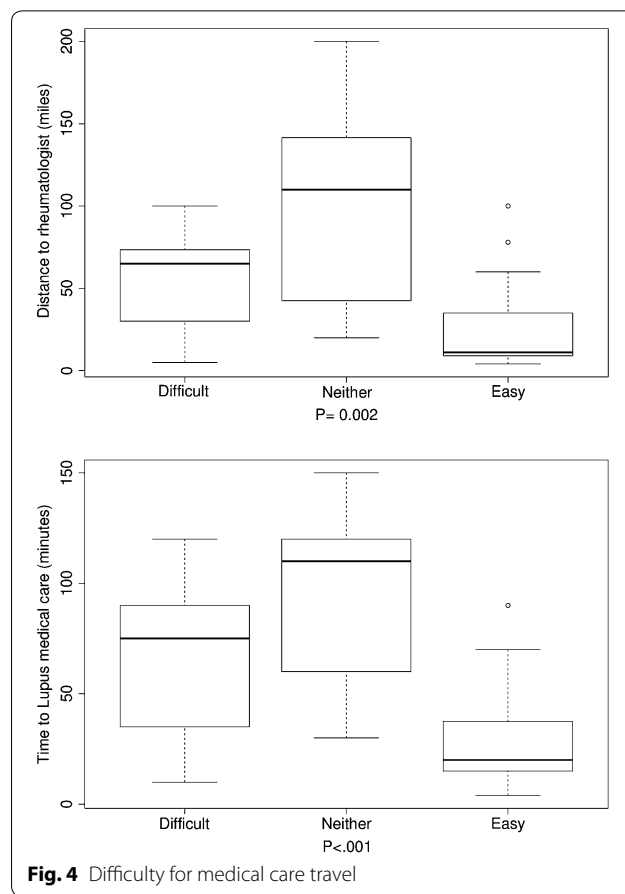 Distance to rheumatologist (miles)
200
150
100
50
0
Difficult Neither Easy
P= 0.002
Time to Lupus medical care (minutes)
150
100
50
0
Difficult Neither Easy
P<.001
Fig. 4 Difficulty for medical care travel